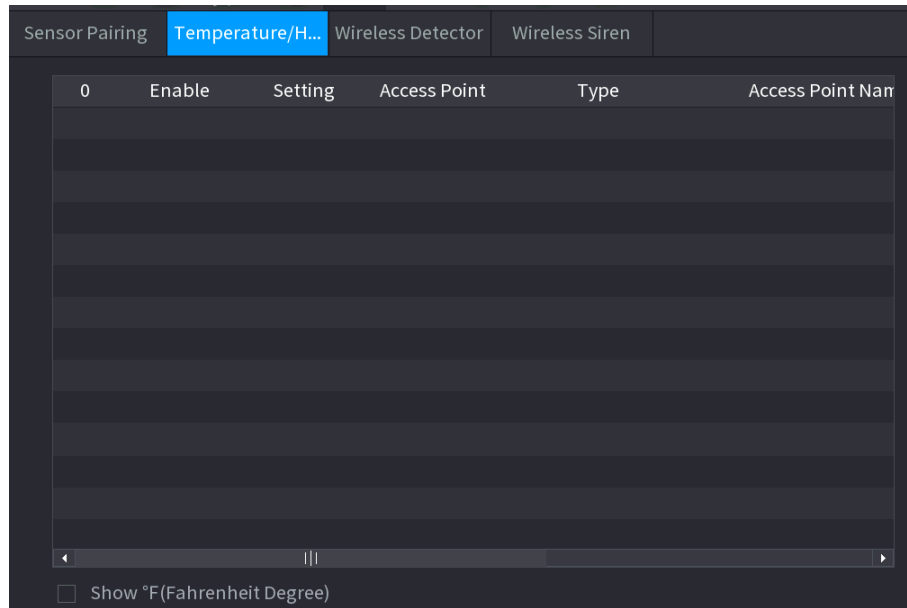 Sensor Pairing Temperature/H... Wireless Detector Wireless Siren
0 Enable Setting Access Point Type Access Point Nam
Show °F(Fahrenheit Degree)